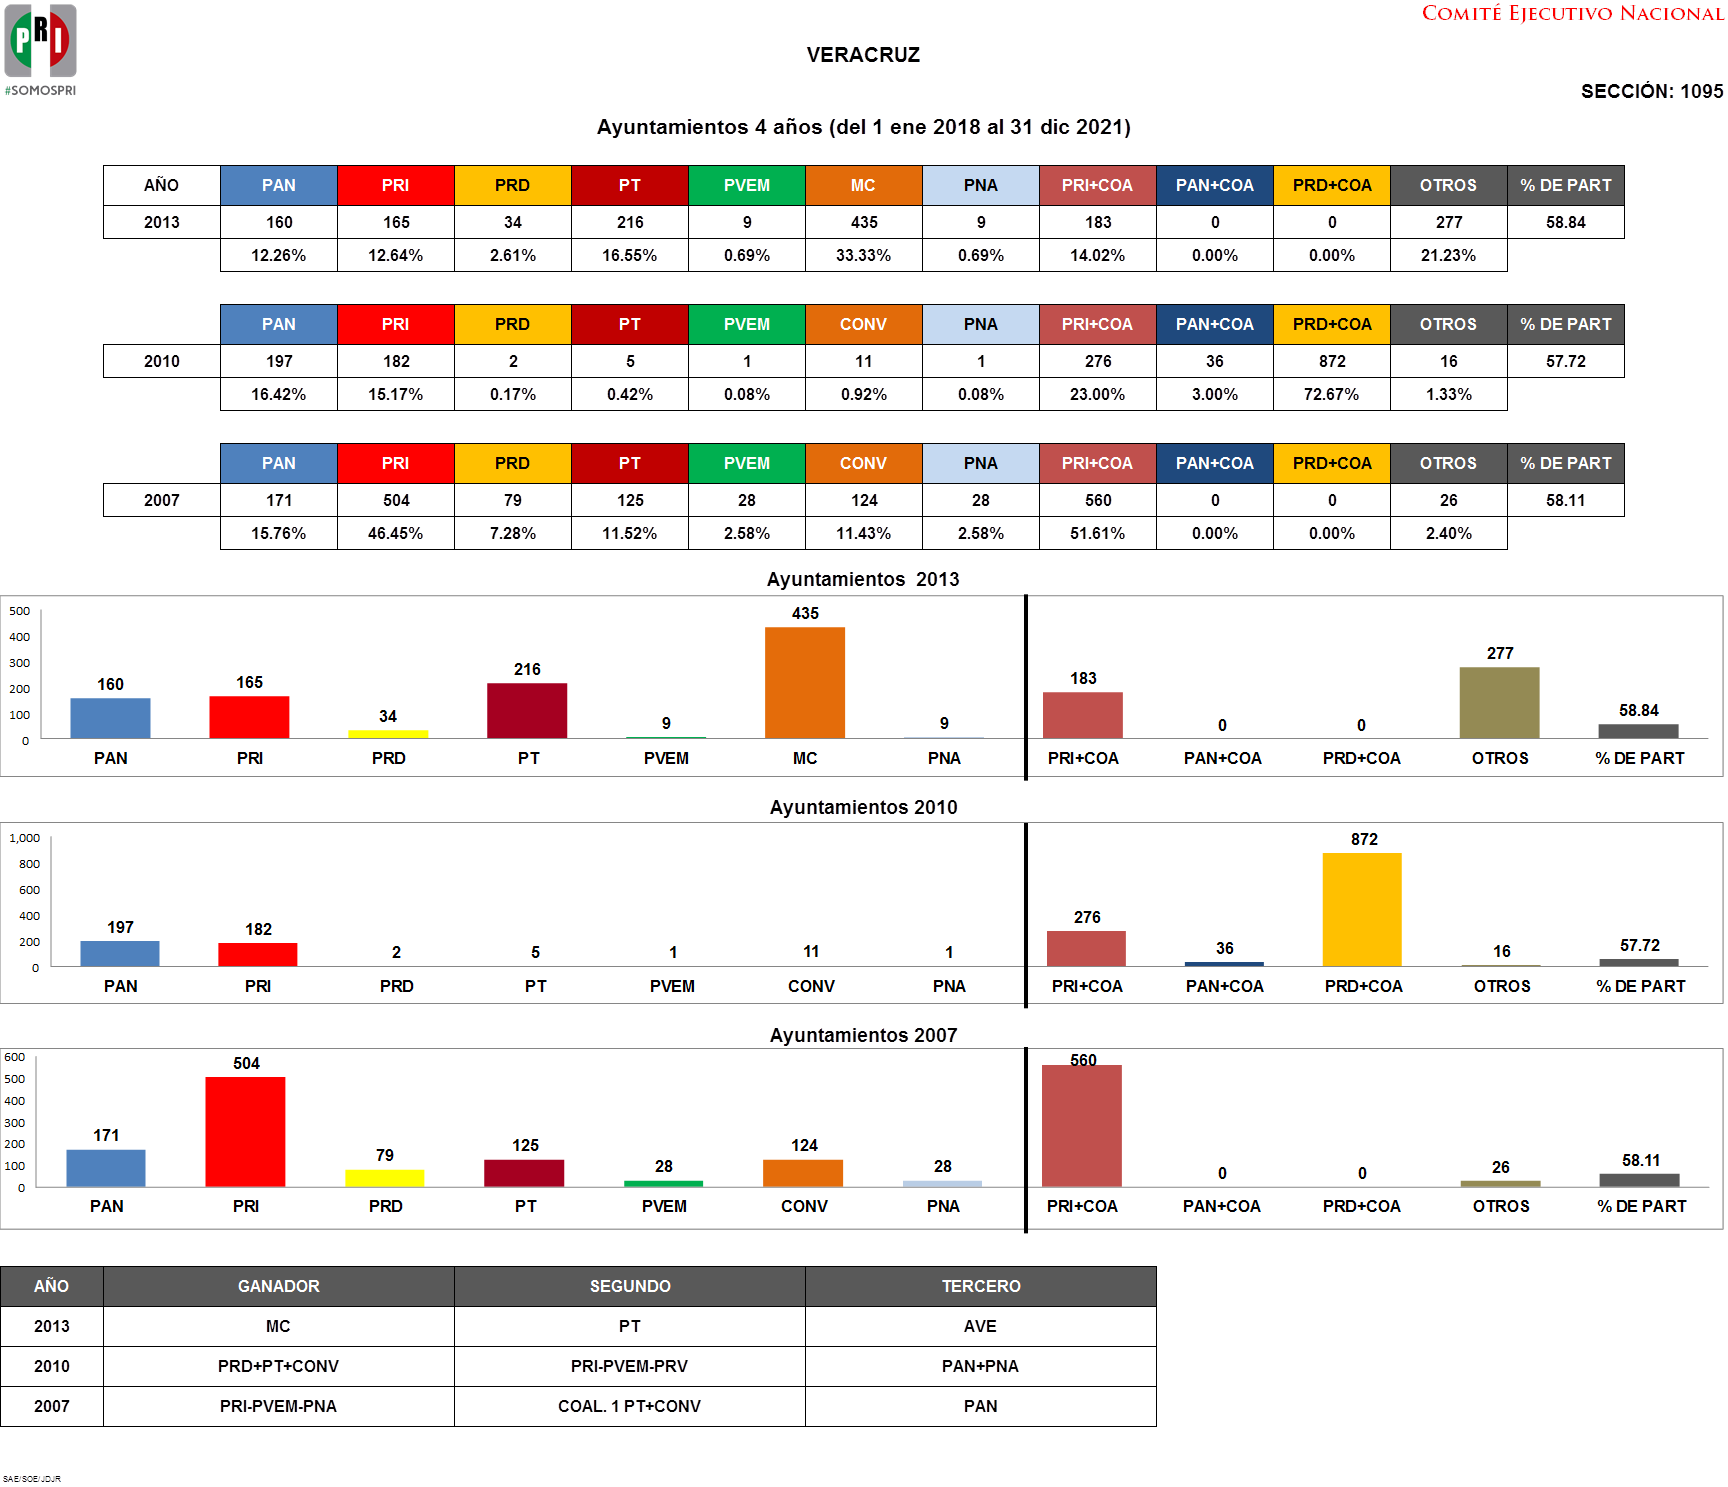 COMITÉ EJECUTIVO NACIONAL
PRI
#SOMOSPRI
VERACRUZ
SECCIÓN: 1095
Ayuntamientos 4 años (del 1 ene 2018 al 31 dic 2021)
AÑO PAN PRI PRD PT PVEM MC PNA PRI+COA PAN+COA PRD+COA OTROS % DE PART
2013 160 165 34 216 9 435 9 183 0 0 277 58.84
12.26% 12.64% 2.61% 16.55% 0.69% 33.33% 0.69% 14.02% 0.00% 0.00% 21.23%
PAN PRI PRD PT PVEM CONV PNA PRI+COA PAN+COA PRD+COA OTROS % DE PART
2010 197 182 2 5 1 11 1 276 36 872 16 57.72
16.42% 15.17% 0.17% 0.42% 0.08% 0.92% 0.08% 23.00% 3.00% 72.67% 1.33%
PAN PRI PRD PT PVEM CONV PNA PRI+COA PAN+COA PRD+COA OTROS % DE PART
2007 171 504 79 125 28 124 28 560 0 0 26 58.11
15.76% 46.45% 7.28% 11.52% 2.58% 11.43% 2.58% 51.61% 0.00% 0.00% 2.40%
Ayuntamientos 2013
500
400
300
200
100
0
160 165 34 216 9 435 9 183 0 0 277 58.84
PAN PRI PRD PT PVEM MC PNA PRI+COA PAN+COA PRD+COA OTROS % DE PART
Ayuntamientos 2010
1,000
800
600
400
200
0
197 182 2 5 1 11 1 276 36 872 16 57.72
PAN PRI PRD PT PVEM CONV PNA PRI+COA PAN+COA PRD+COA OTROS % DE PART
Ayuntamientos 2007
600
500
400
300
200
100
0
171 504 79 125 28 124 28 560 0 0 26 58.11
PAN PRI PRD PT PVEM CONV PNA PRI+COA PAN+COA PRD+COA OTROS % DE PART
AÑO GANADOR SEGUNDO TERCERO
2013 MC PT AVE
2010 PRD+PT+CONV PRI-PVEM-PRV PAN+PNA
2007 PRI-PVEM-PNA COAL. 1 PT+CONV PAN
SAE/SOE/JDJR